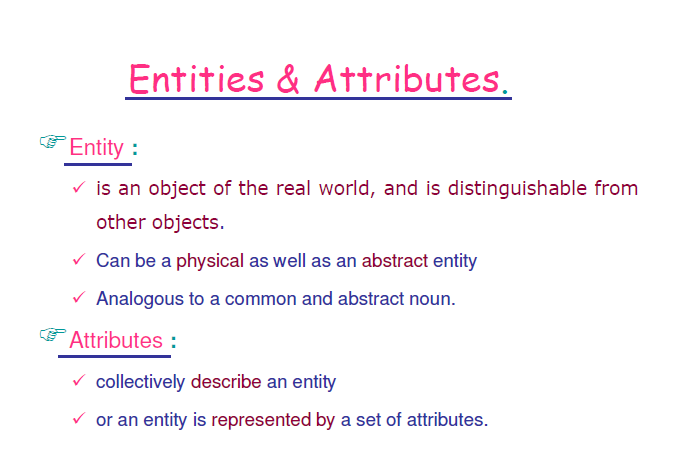 Entities & Attributes.
Entity :
is an object of the real world, and is distinguishable from
other objects.
Can be a physical as well as an abstract entity
Analogous to a common and abstract noun.
Attributes :
collectively describe an entity
or an entity is represented by a set of attributes.